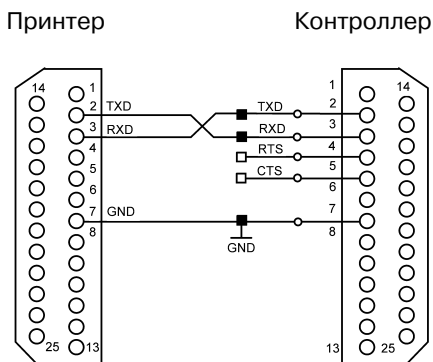 Принтер Контроллер
14 1 1 14
2 TXD TXD 2
3 RXD RXD 3
4 RTS 4
5 CTS 5
6 6
7 GND 7
8 GND 8
25 13 13 25